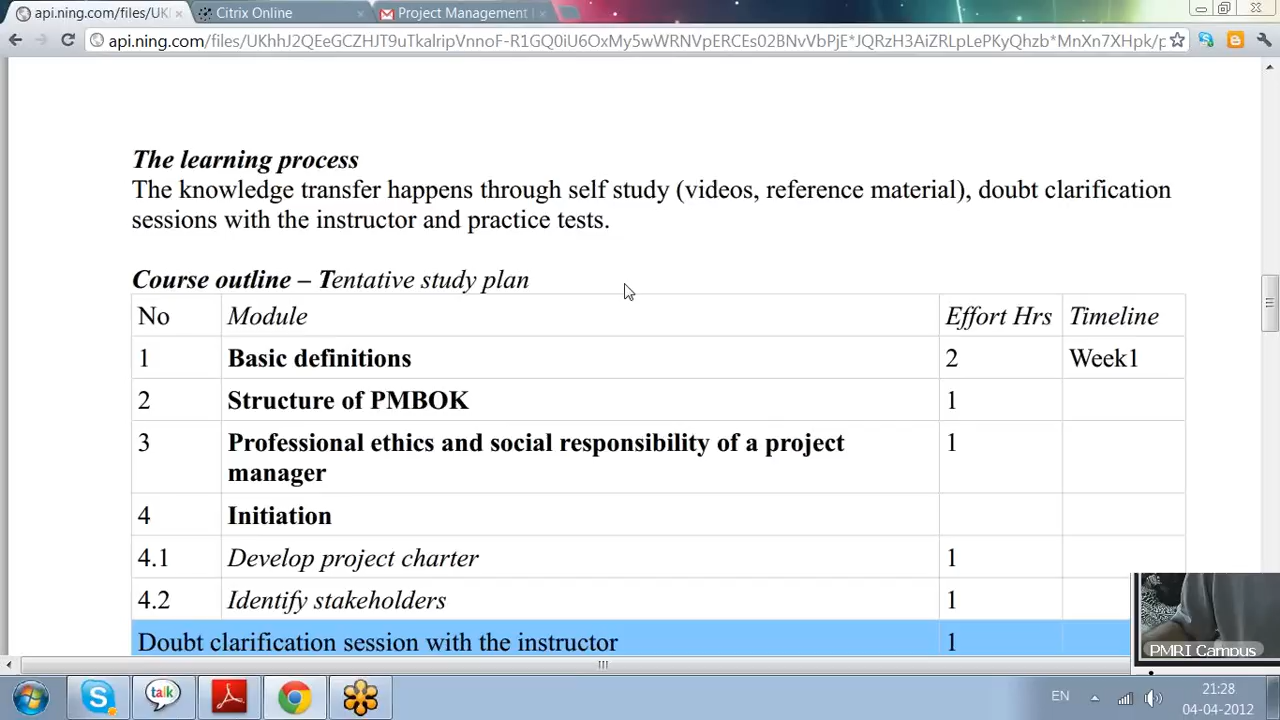 api.ning.com/files/UKI
Citrix Online
Project Management
api.ning.com/files/UKhhJ2QEeGCZHJT9uTkalripVnnoF-R1GQ0iU6OxMy5wWRNVpERCEs02BNvVbPjE*JQRzH3AiZRLpLePKyQhzb*MnXn7XHpk/p
The learning process
The knowledge transfer happens through self study (videos, reference material), doubt clarification
sessions with the instructor and practice tests.
Course outline – Tentative study plan
No Module Effort Hrs Timeline
1 Basic definitions 2 Week1
2 Structure of PMBOK 1
3 Professional ethics and social responsibility of a project 1
manager
4 Initiation
4.1 Develop project charter 1
4.2 Identify stakeholders 1
Doubt clarification session with the instructor 1
PMRI Campus
talk
EN
21:28
04-04-2012